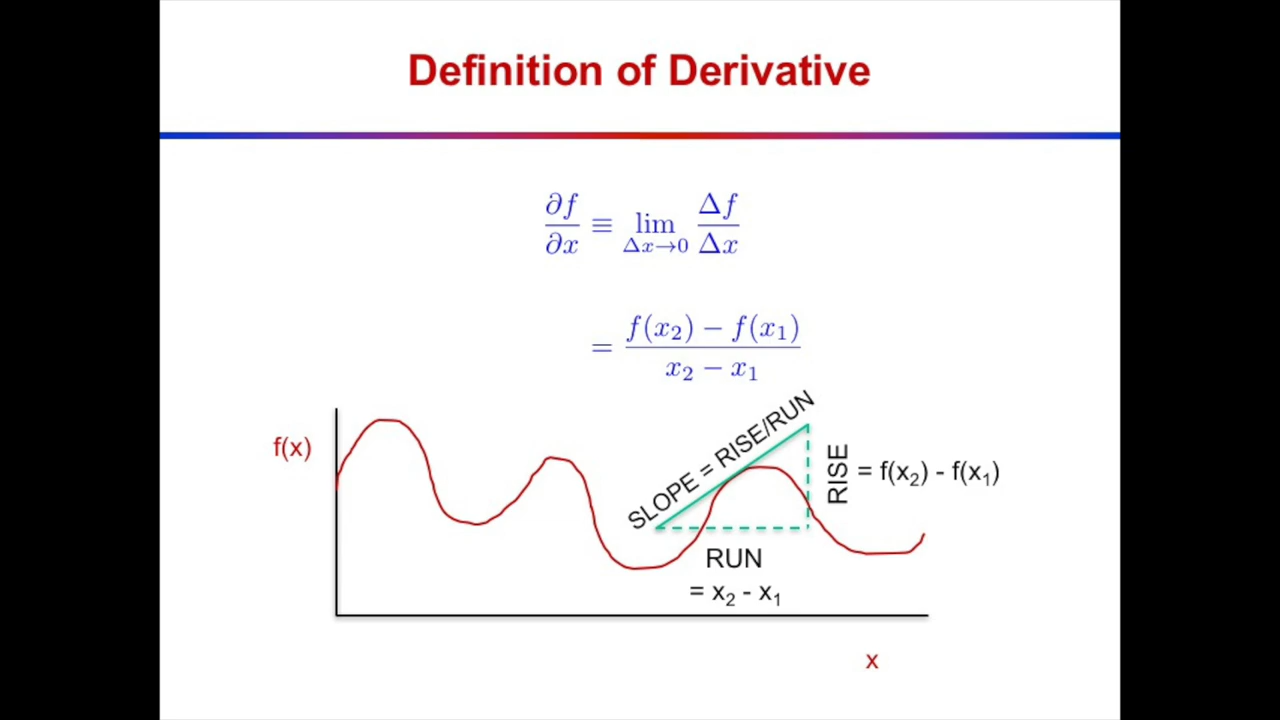 Definition of Derivative
∂f/∂x ≡ lim Δx→0 Δf/Δx
= f(x₂) − f(x₁) / x₂ − x₁
f(x)
SLOPE = RISE/RUN
RISE = f(x₂) - f(x₁)
RUN
= x₂ - x₁
x